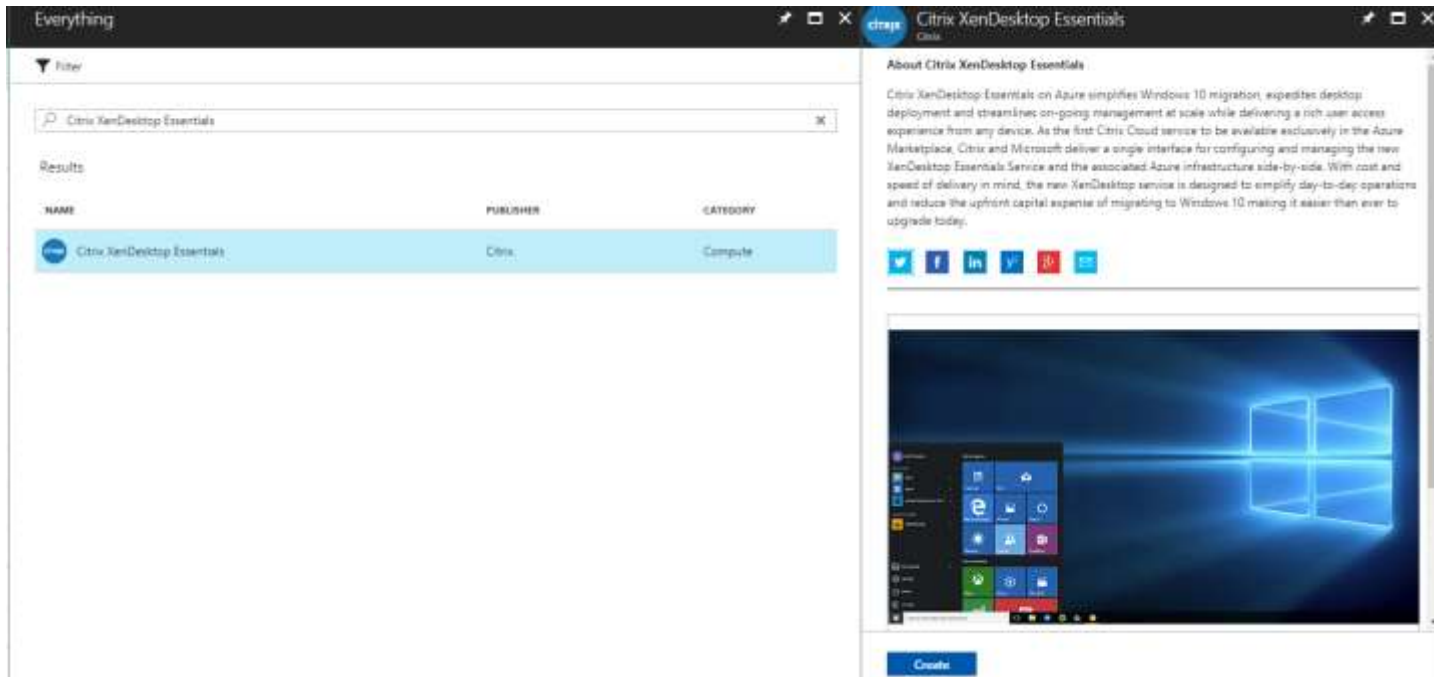 Everything
Filter
Citrix XenDesktop Essentials
Results
NAME PUBLISHER CATEGORY
citrix Citrix XenDesktop Essentials Citrix Compute
citrix Citrix XenDesktop Essentials
Citrix
About Citrix XenDesktop Essentials
Citrix XenDesktop Essentials on Azure simplifies Windows 10 migration, expedites desktop
deployment and streamlines on-going management at scale while delivering a rich user access
experience from any device. As the first Citrix Cloud service to be available exclusively in the Azure
Marketplace, Citrix and Microsoft deliver a single interface for configuring and managing the new
XenDesktop Essentials Service and the associated Azure infrastructure side-by-side. With cost and
speed of delivery in mind, the new XenDesktop service is designed to simplify day-to-day operations
and reduce the upfront capital expense of migrating to Windows 10 making it easier than ever to
upgrade today.
Create